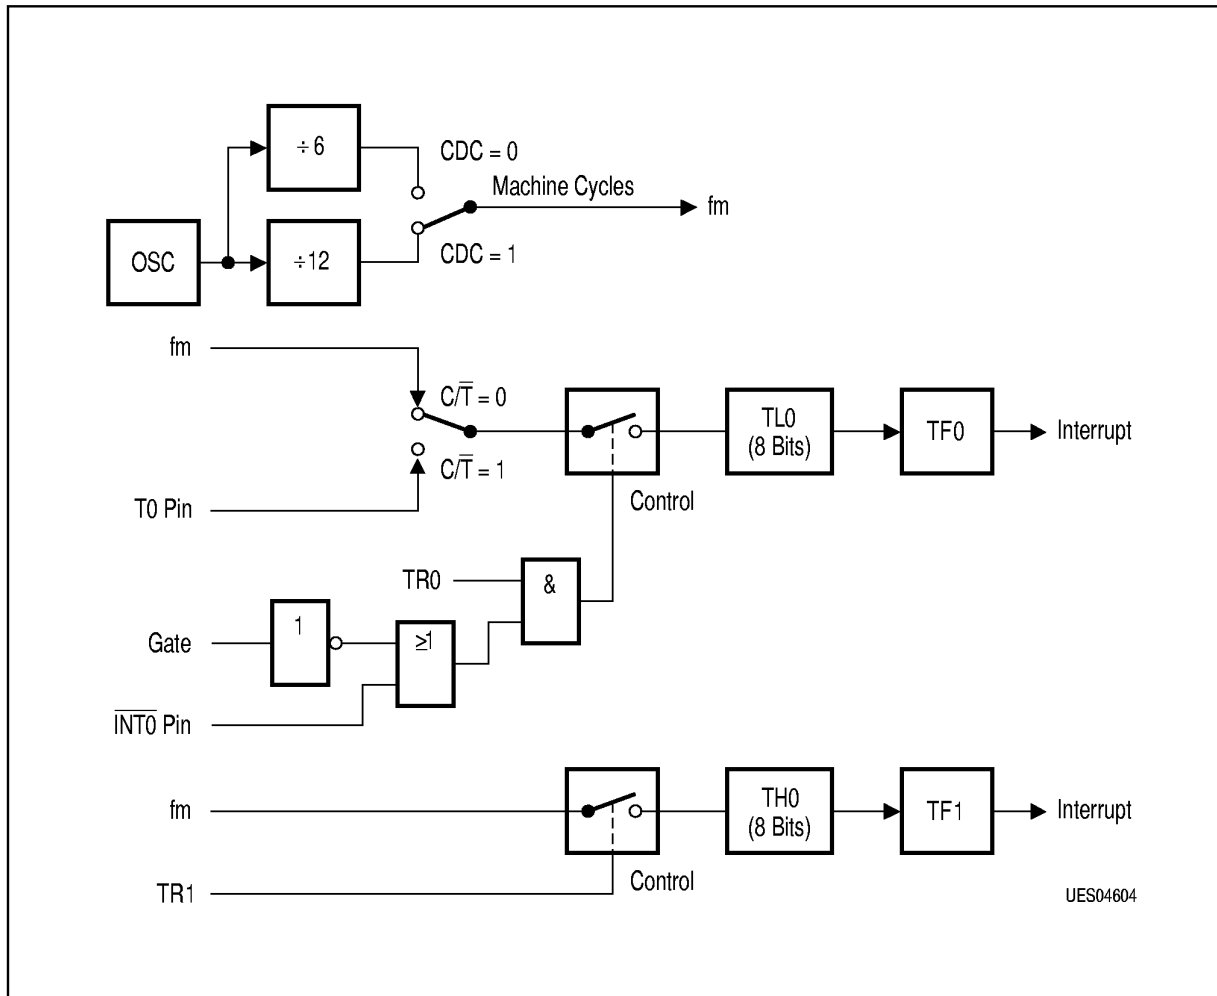 ÷ 6
CDC = 0
Machine Cycles
fm
OSC
÷12
CDC = 1
fm
C/T̅ = 0
TL0
(8 Bits)
TF0
Interrupt
C/T̅ = 1
T0 Pin
Control
TR0
&
Gate
1
≥1
I̅N̅T̅0̅ Pin
fm
TH0
(8 Bits)
TF1
Interrupt
TR1
Control
UES04604